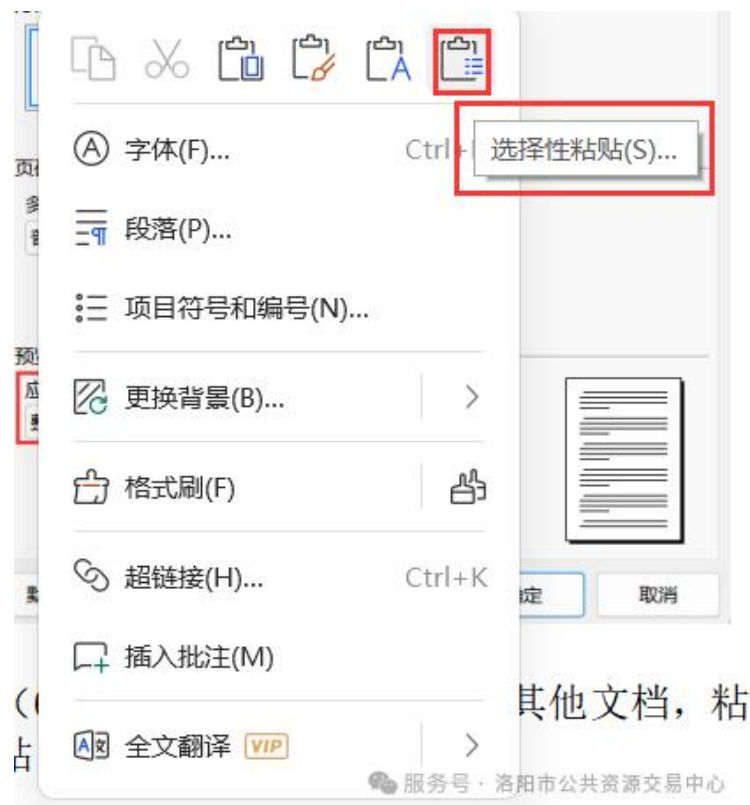 字体(F)...
Ctrl+
选择性粘贴(S)...
段落(P)...
项目符号和编号(N)...
更换背景(B)...
格式刷(F)
超链接(H)...
Ctrl+K
取消
插入批注(M)
其他文档，粘
全文翻译 VIP
服务号 · 洛阳市公共资源交易中心